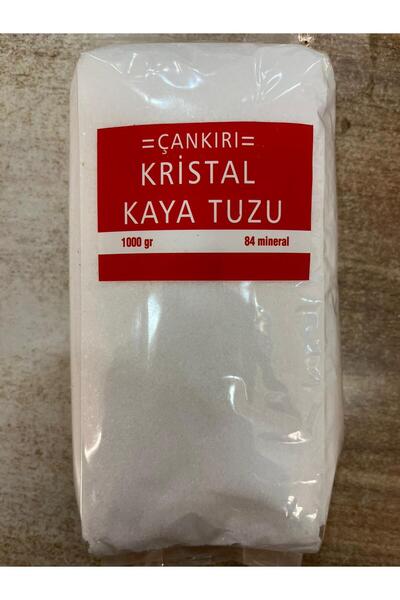 =ÇANKIRI=
KRİSTAL
KAYA TUZU
1000 gr 84 mineral